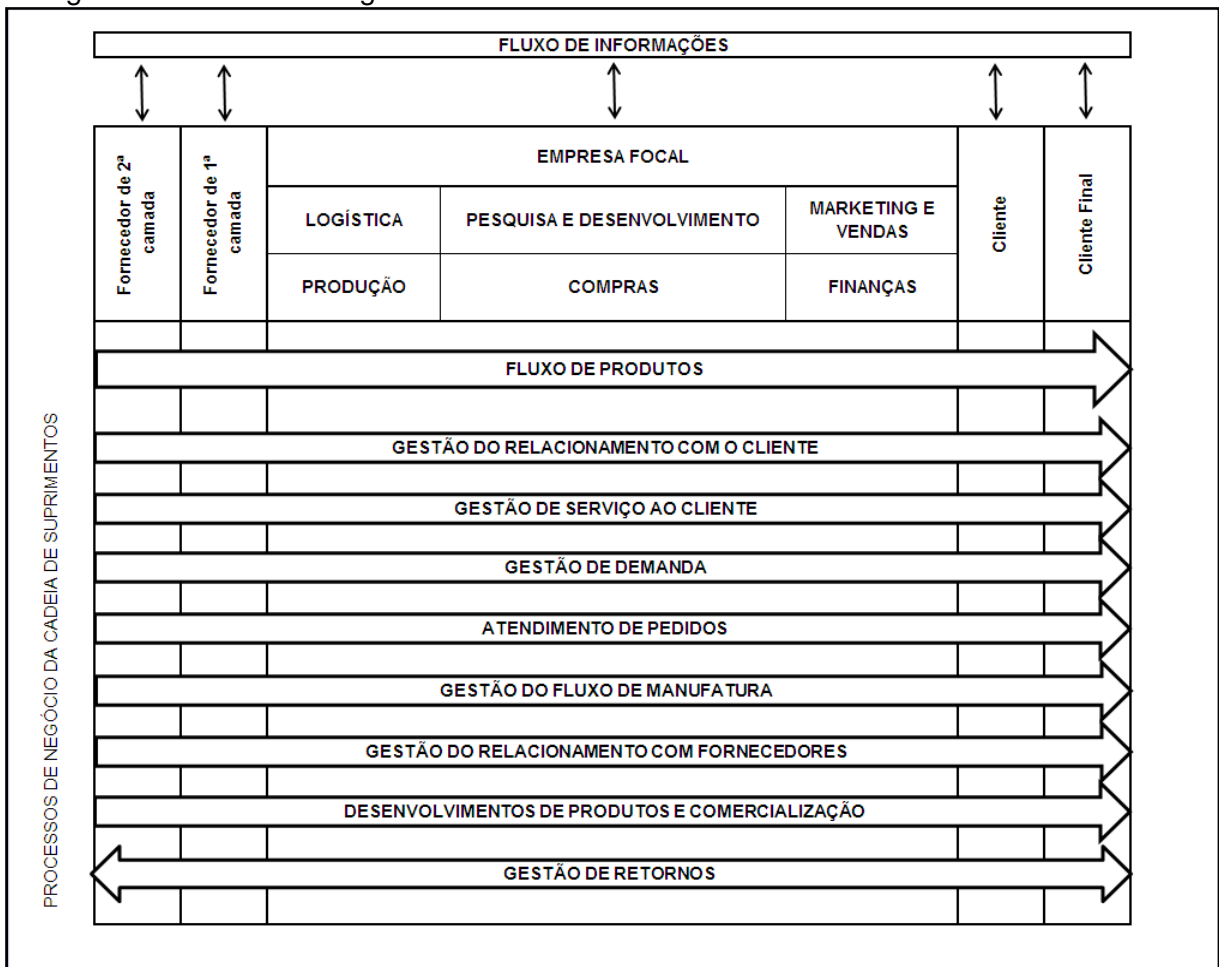 FLUXO DE INFORMAÇÕES
Fornecedor de 2ª
camada
Fornecedor de 1ª
camada
EMPRESA FOCAL
LOGÍSTICA
PESQUISA E DESENVOLVIMENTO
MARKETING E
VENDAS
PRODUÇÃO
COMPRAS
FINANÇAS
Cliente
Cliente Final
FLUXO DE PRODUTOS
PROCESSOS DE NEGÓCIO DA CADEIA DE SUPRIMENTOS
GESTÃO DO RELACIONAMENTO COM O CLIENTE
GESTÃO DE SERVIÇO AO CLIENTE
GESTÃO DE DEMANDA
ATENDIMENTO DE PEDIDOS
GESTÃO DO FLUXO DE MANUFATURA
GESTÃO DO RELACIONAMENTO COM FORNECEDORES
DESENVOLVIMENTOS DE PRODUTOS E COMERCIALIZAÇÃO
GESTÃO DE RETORNOS